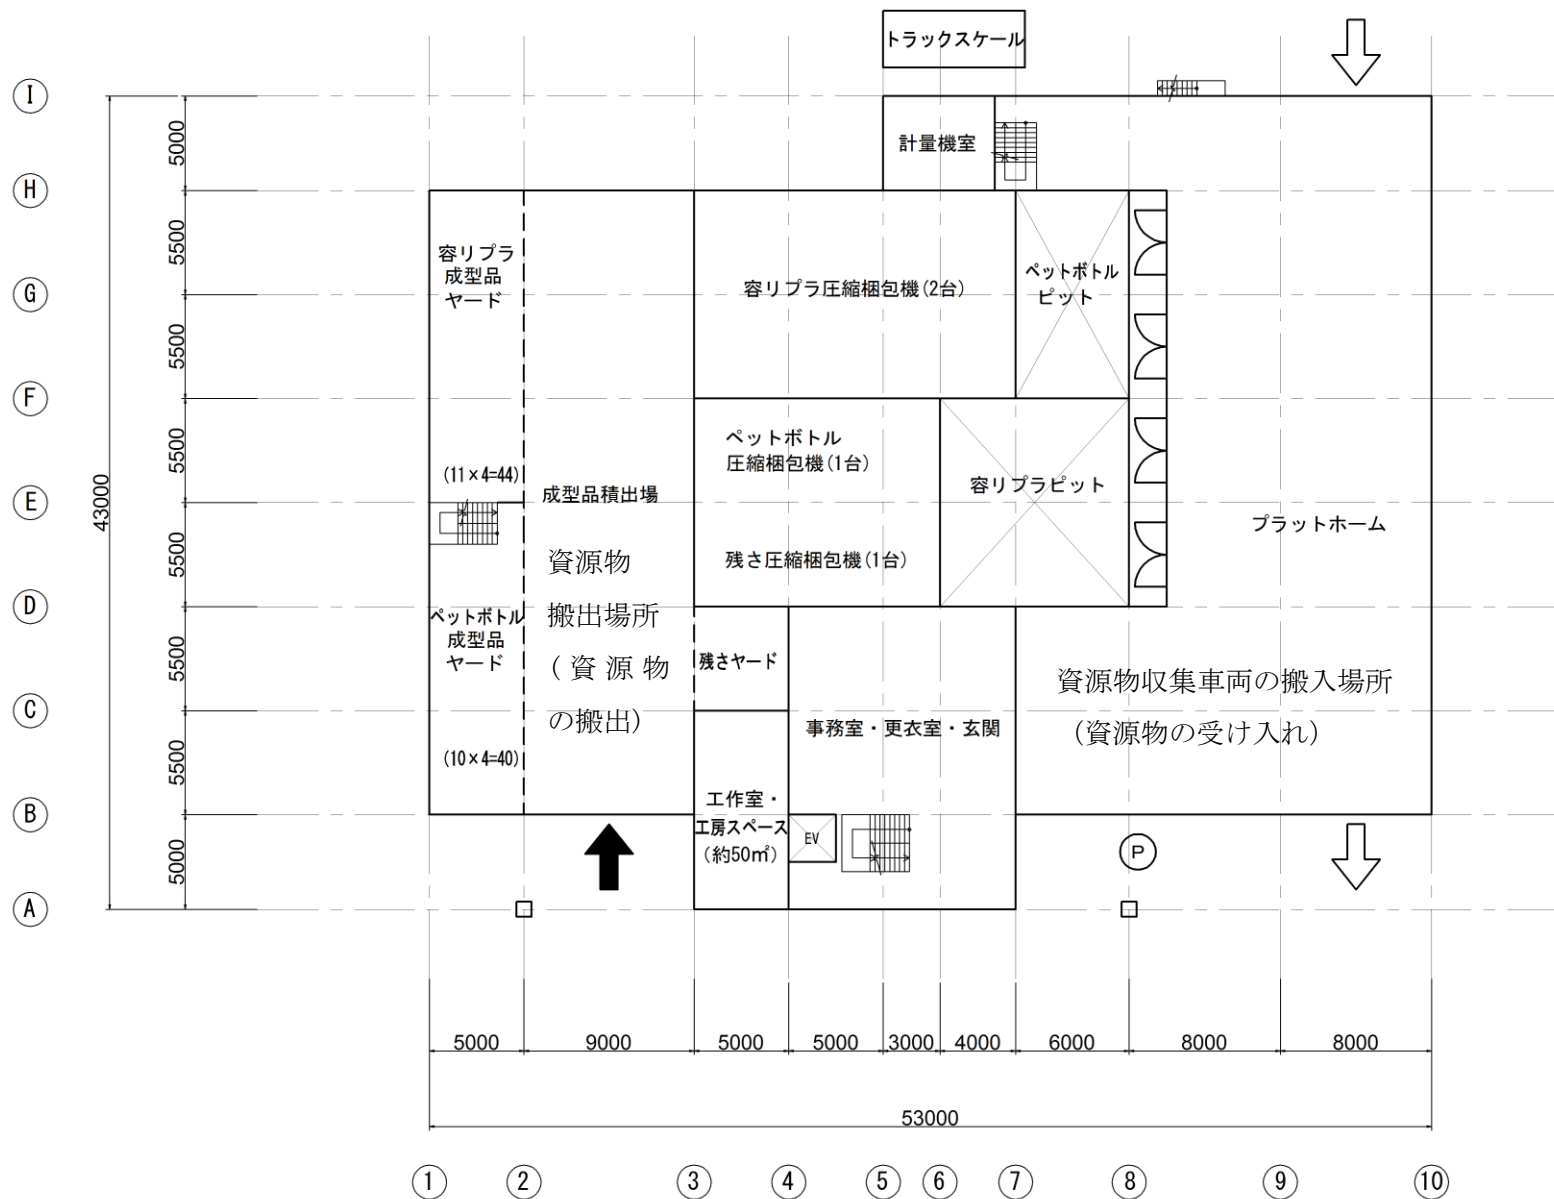 トラックスケール
I
計量機室
5000
H
容リプラ
成型品
ヤード
5500
ペットボトル
ピット
容リプラ圧縮梱包機(2台)
G
5500
F
ペットボトル
圧縮梱包機(1台)
5500
(11×4=44)
成型品積出場
容リプラピット
43000
E
プラットホーム
資源物
搬出場所
(資源物
の搬出)
残さ圧縮梱包機(1台)
5500
D
ペットボトル
成型品
ヤード
残さヤード
5500
資源物収集車両の搬入場所
(資源物の受け入れ)
C
事務室・更衣室・玄関
(10×4=40)
5500
工作室・
工房スペース
(約50㎡)
B
EV
P
5000
A
5000 9000 5000 5000 3000 4000 6000 8000 8000
53000
1 2 3 4 5 6 7 8 9 10